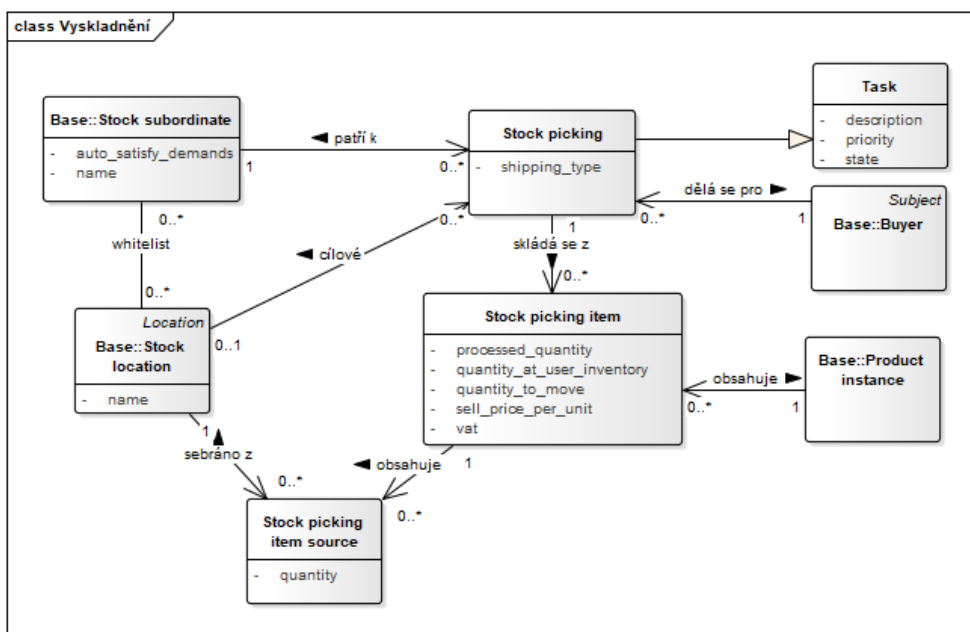 class Vyskladnění
Base::Stock subordinate
- auto_satisfy_demands
- name
1
0..*
patří k
0..*
Stock picking
- shipping_type
Task
- description
- priority
- state
dělá se pro
0..*
1
Subject
Base::Buyer
whitelist
0..*
cílové
0..1
0..*
1
skládá se z
0..*
Location
Base::Stock
location
- name
Stock picking item
- processed_quantity
- quantity_at_user_inventory
- quantity_to_move
- sell_price_per_unit
- vat
obsahuje
0..*
1
Base::Product
instance
1
sebráno z
0..*
obsahuje
1
0..*
Stock picking
item source
- quantity